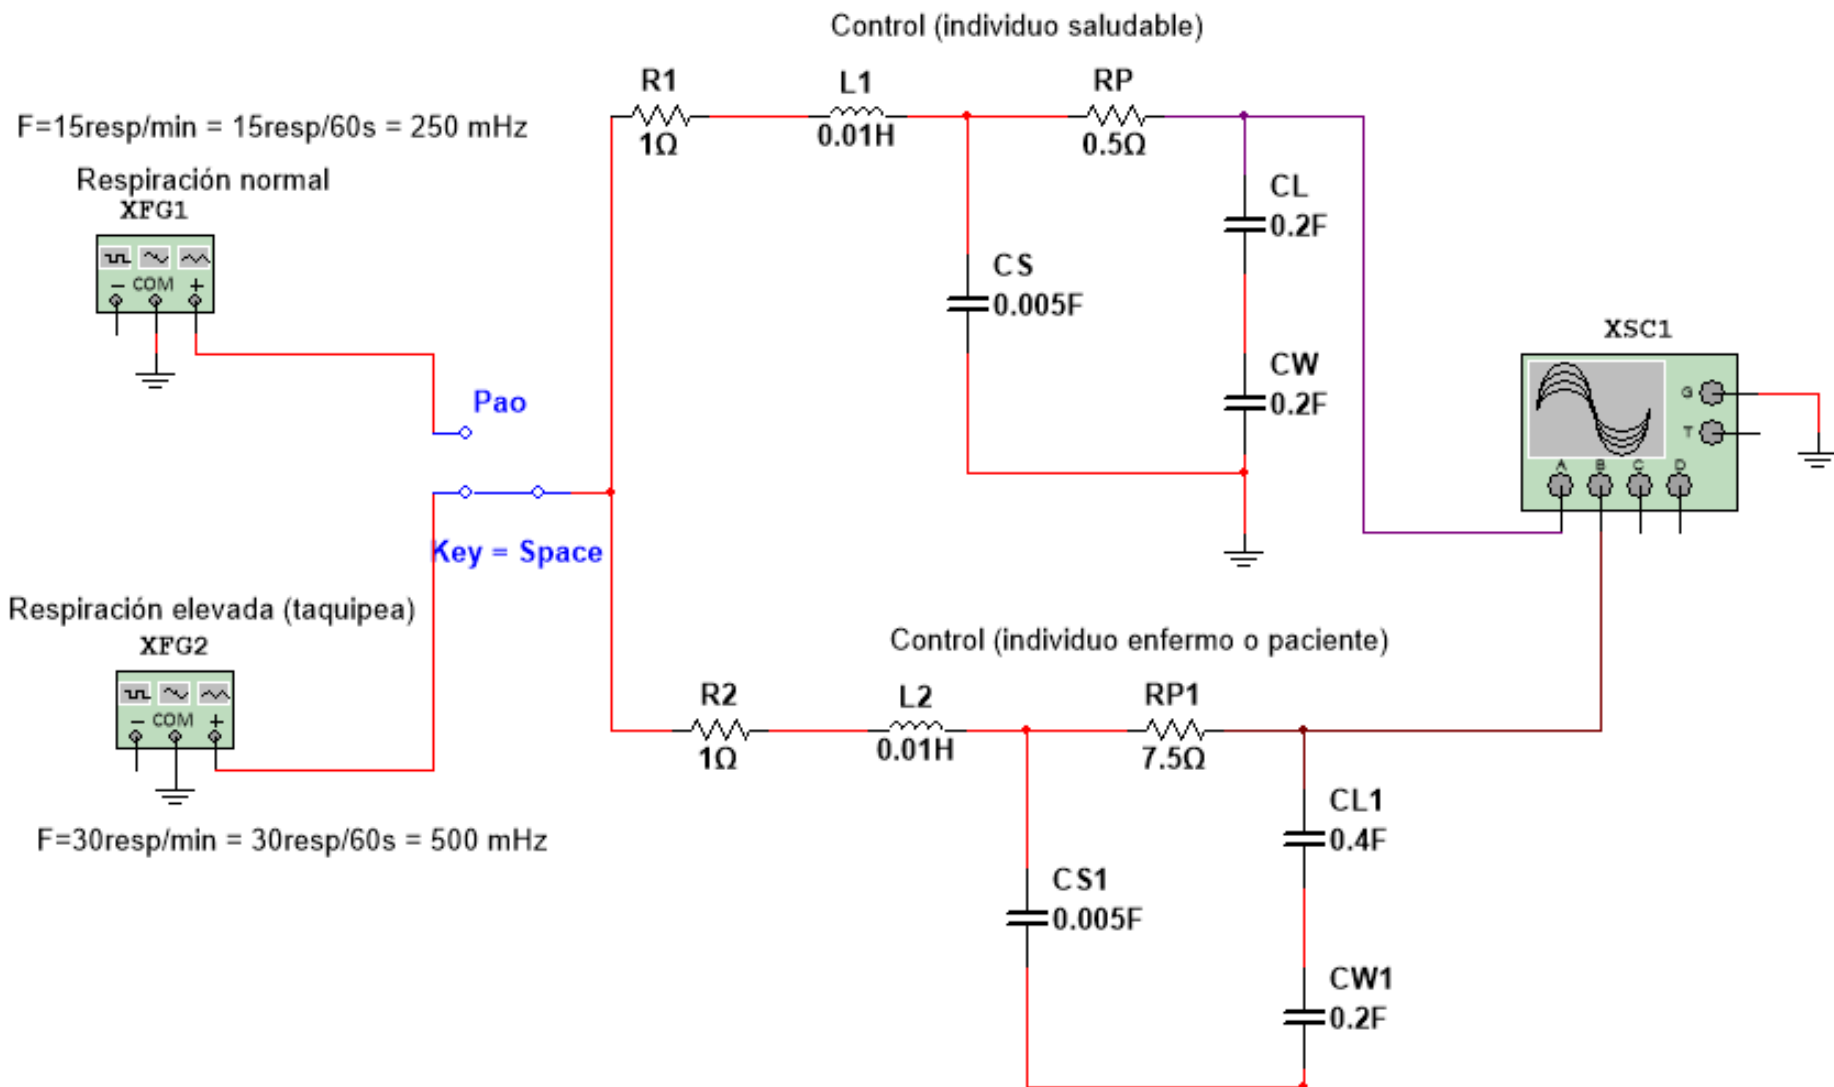 Control (individuo saludable)
R1
1Ω
L1
0.01H
RP
0.5Ω
F=15resp/min = 15resp/60s = 250 mHz
Respiración normal
XFG1
COM
CL
0.2F
CS
0.005F
CW
0.2F
XSC1
G
T
A B C D
Pao
Key = Space
Respiración elevada (taquipea)
XFG2
COM
F=30resp/min = 30resp/60s = 500 mHz
Control (individuo enfermo o paciente)
R2
1Ω
L2
0.01H
RP1
7.5Ω
CL1
0.4F
CS1
0.005F
CW1
0.2F